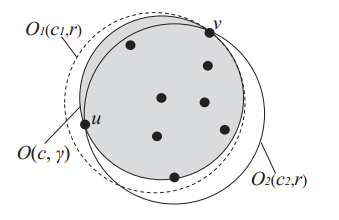 O₁(c₁,r)
v
u
O(c, γ)
O₂(c₂,r)